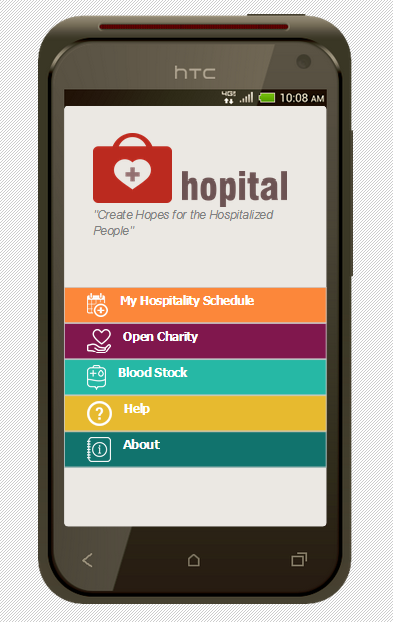 hTC
4G
10:08 AM
hopital
"Create Hopes for the Hospitalized
People"
My Hospitality Schedule
Open Charity
Blood Stock
Help
About